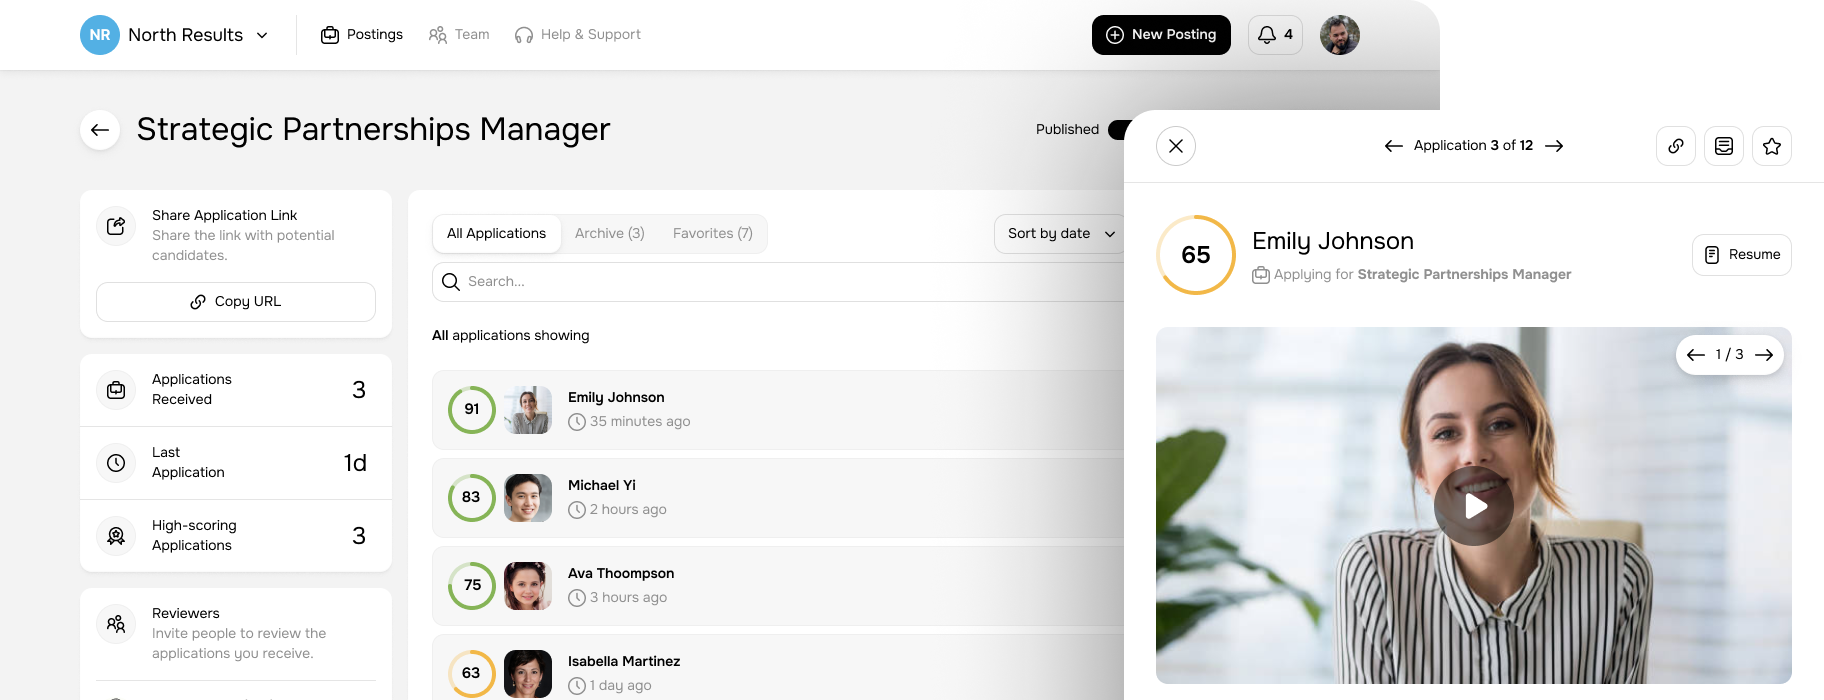 NR North Results Postings Team Help & Support New Posting 4
Strategic Partnerships Manager
Published
Share Application Link
Share the link with potential
candidates.
Copy URL
Applications
Received
3
Last
Application
1d
High-scoring
Applications
3
Reviewers
Invite people to review the
applications you receive.
All Applications Archive (3) Favorites (7)
Sort by date
Search...
All applications showing
91
Emily Johnson
35 minutes ago
83
Michael Yi
2 hours ago
75
Ava Thoompson
3 hours ago
63
Isabella Martinez
1 day ago
Application 3 of 12
65
Emily Johnson
Applying for Strategic Partnerships Manager
Resume
1 / 3